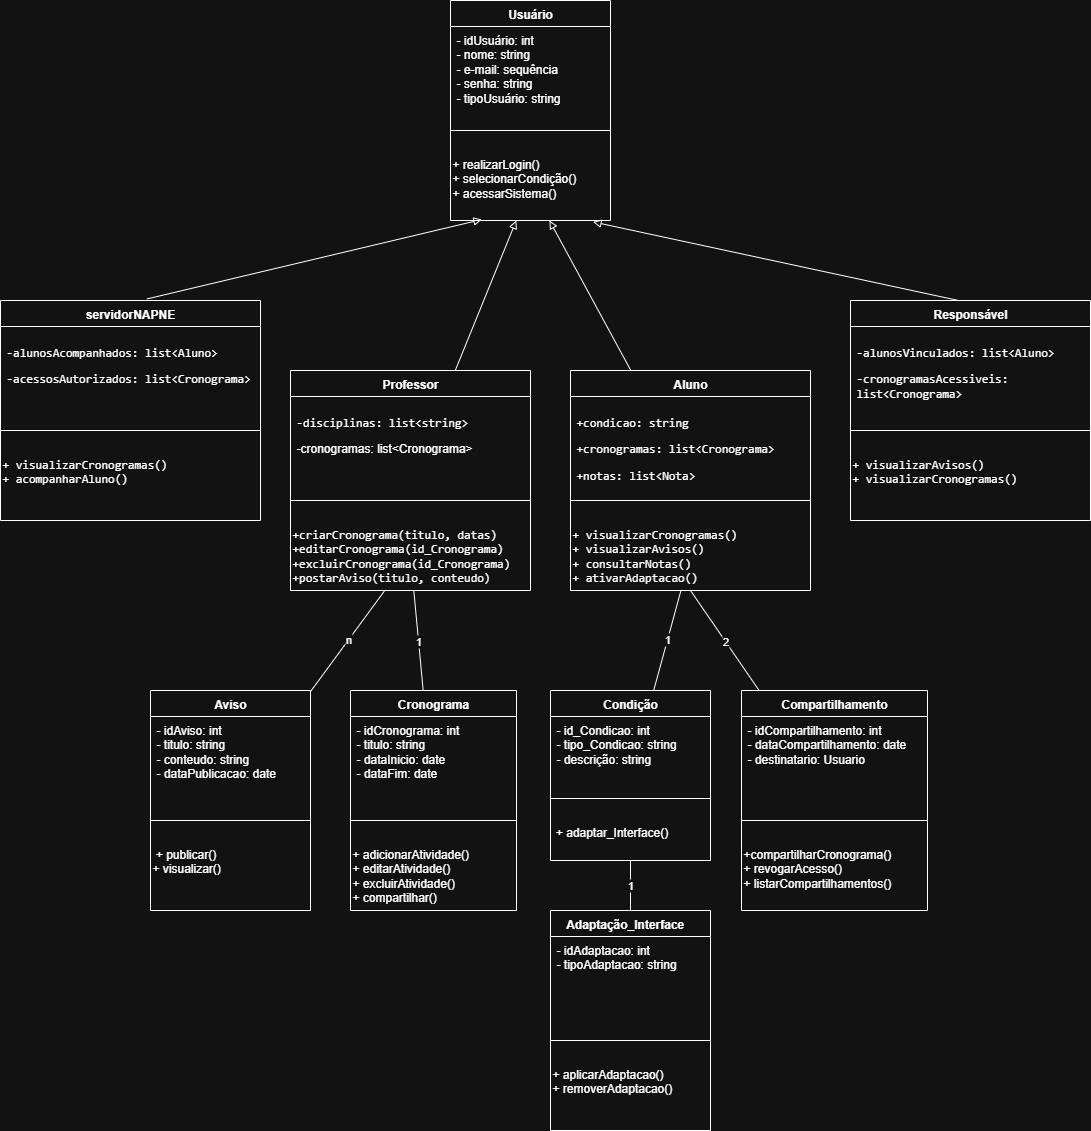 Usuário
- idUsuário: int
- nome: string
- e-mail: sequência
- senha: string
- tipoUsuário: string
+ realizarLogin()
+ selecionarCondição()
+ acessarSistema()
servidorNAPNE
-alunosAcompanhados: list<Aluno>
-acessosAutorizados: list<Cronograma>
+ visualizarCronogramas()
+ acompanharAluno()
Professor
-disciplinas: list<string>
-cronogramas: list<Cronograma>
+criarCronograma(titulo, datas)
+editarCronograma(id_Cronograma)
+excluirCronograma(id_Cronograma)
+postarAviso(titulo, conteudo)
Aluno
+condicao: string
+cronogramas: list<Cronograma>
+notas: list<Nota>
+ visualizarCronogramas()
+ visualizarAvisos()
+ consultarNotas()
+ ativarAdaptacao()
Responsável
-alunosVinculados: list<Aluno>
-cronogramasAcessiveis:
list<Cronograma>
+ visualizarAvisos()
+ visualizarCronogramas()
n
1
1
2
Aviso
- idAviso: int
- titulo: string
- conteudo: string
- dataPublicacao: date
+ publicar()
+ visualizar()
Cronograma
- idCronograma: int
- titulo: string
- dataInicio: date
- dataFim: date
+ adicionarAtividade()
+ editarAtividade()
+ excluirAtividade()
+ compartilhar()
Condição
- id_Condicao: int
- tipo_Condicao: string
- descrição: string
+ adaptar_Interface()
Compartilhamento
- idCompartilhamento: int
- dataCompartilhamento: date
- destinatario: Usuario
+compartilharCronograma()
+ revogarAcesso()
+ listarCompartilhamentos()
1
Adaptação_Interface
- idAdaptacao: int
- tipoAdaptacao: string
+ aplicarAdaptacao()
+ removerAdaptacao()